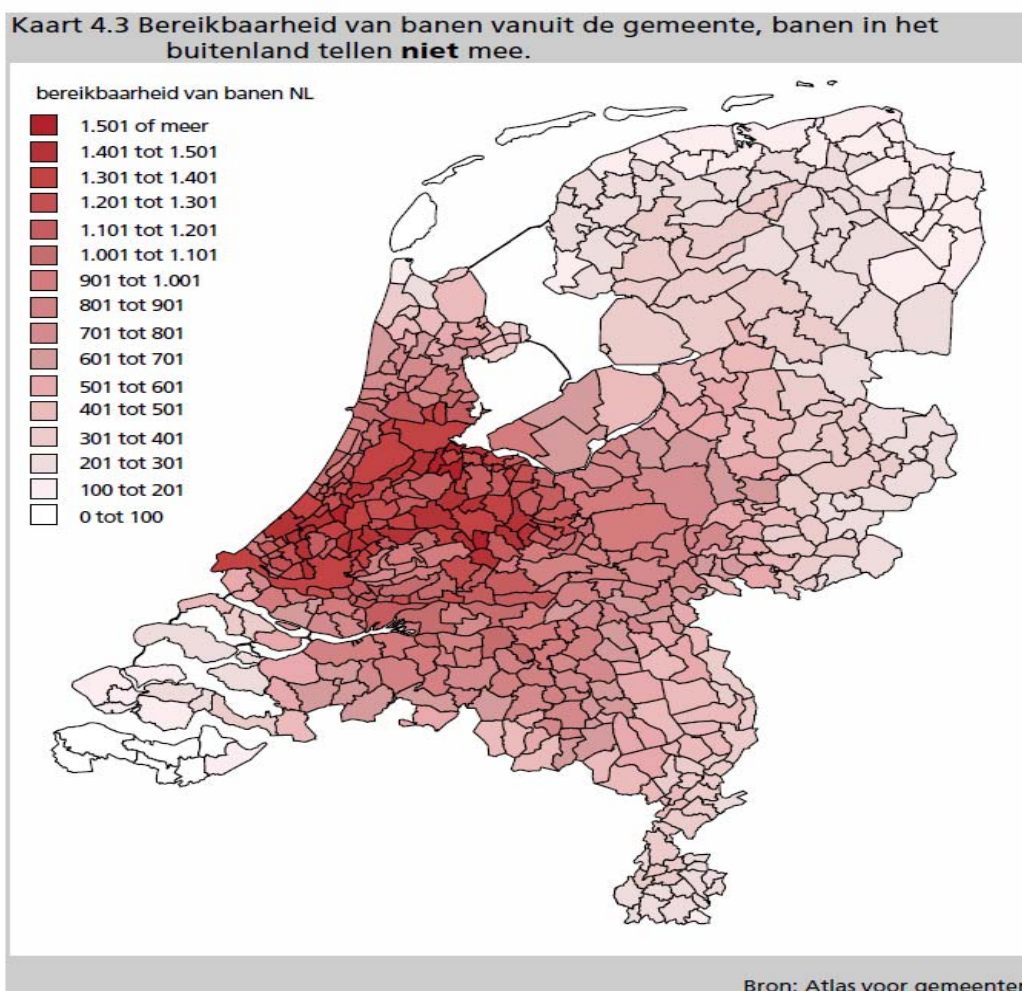 Kaart 4.3 Bereikbaarheid van banen vanuit de gemeente, banen in het
buitenland tellen niet mee.
bereikbaarheid van banen NL
1.501 of meer
1.401 tot 1.501
1.301 tot 1.401
1.201 tot 1.301
1.101 tot 1.201
1.001 tot 1.101
901 tot 1.001
801 tot 901
701 tot 801
601 tot 701
501 tot 601
401 tot 501
301 tot 401
201 tot 301
100 tot 201
0 tot 100
Bron: Atlas voor gemeenten